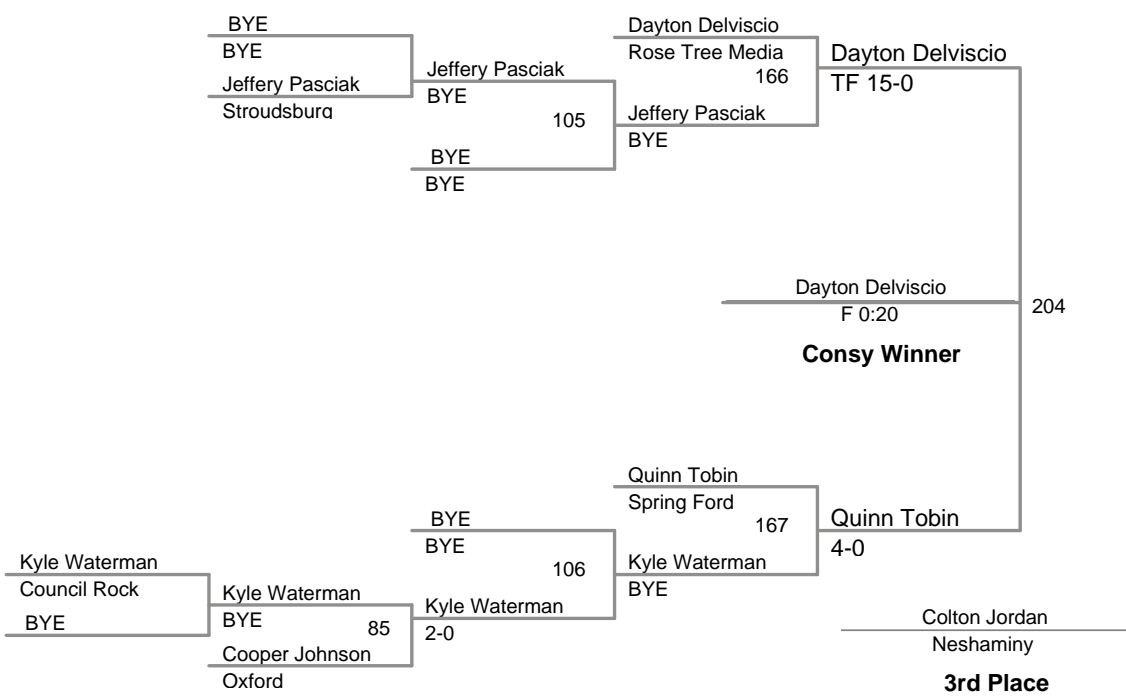 BYE
BYE
Jeffery Pasciak
Stroudsburg
Jeffery Pasciak
BYE
105
BYE
BYE
Dayton Delviscio
Rose Tree Media
166
Jeffery Pasciak
BYE
Dayton Delviscio
TF 15-0
Dayton Delviscio
F 0:20
204
Consy Winner
Quinn Tobin
Spring Ford
167
Quinn Tobin
4-0
BYE
BYE
106
Kyle Waterman
BYE
Kyle Waterman
Council Rock
BYE
Kyle Waterman
BYE
85
Cooper Johnson
Oxford
Kyle Waterman
2-0
Colton Jordan
Neshaminy
3rd Place